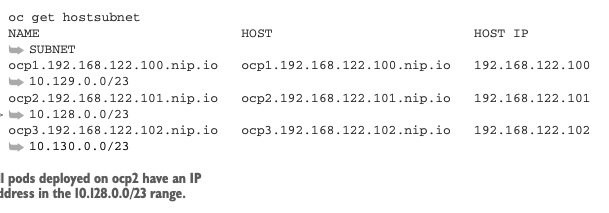 oc get hostsubnet
NAME HOST HOST IP
SUBNET
ocp1.192.168.122.100.nip.io ocp1.192.168.122.100.nip.io 192.168.122.100
10.129.0.0/23
ocp2.192.168.122.101.nip.io ocp2.192.168.122.101.nip.io 192.168.122.101
10.128.0.0/23
ocp3.192.168.122.102.nip.io ocp3.192.168.122.102.nip.io 192.168.122.102
10.130.0.0/23
pods deployed on ocp2 have an IP
ddress in the 10.128.0.0/23 range.